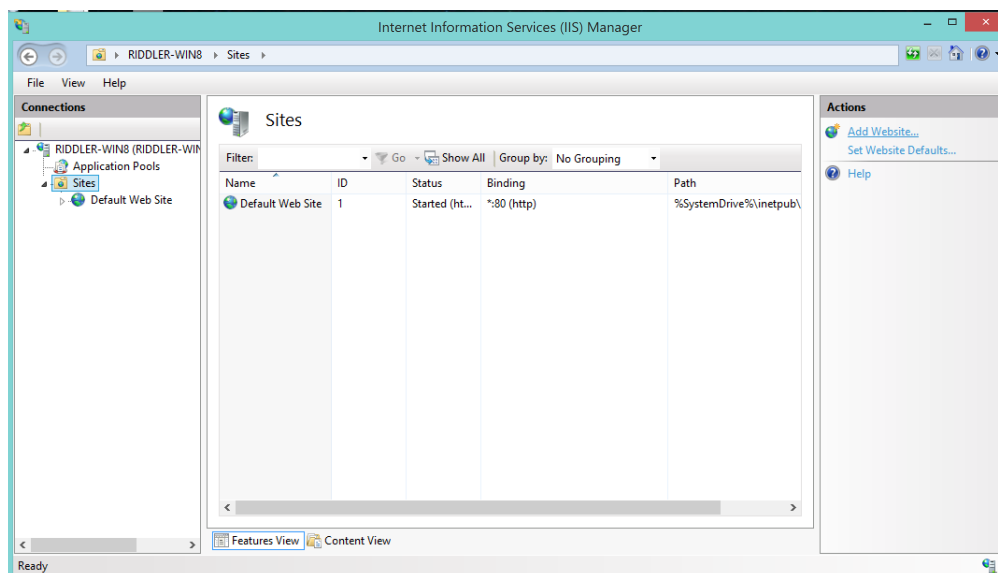 Internet Information Services (IIS) Manager
RIDDLER-WIN8 Sites
File View Help
Connections
RIDDLER-WIN8 (RIDDLER-WIN
Application Pools
Sites
Default Web Site
Sites
Filter: Go Show All Group by: No Grouping
Name ID Status Binding Path
Default Web Site 1 Started (ht... *:80 (http) %SystemDrive%\inetpub\
Features View Content View
Actions
Add Website...
Set Website Defaults...
Help
Ready